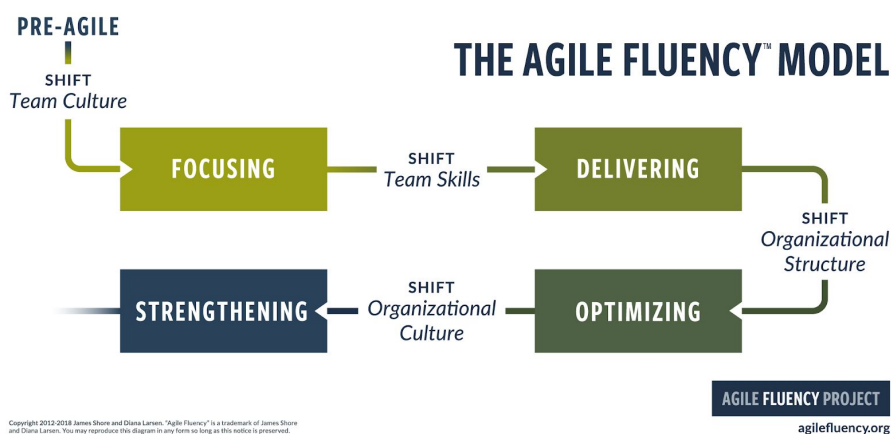 PRE-AGILE
THE AGILE FLUENCY™ MODEL
SHIFT
Team Culture
FOCUSING
SHIFT
Team Skills
DELIVERING
SHIFT
Organizational
Structure
OPTIMIZING
SHIFT
Organizational
Culture
STRENGTHENING
AGILE FLUENCY PROJECT
agilefluency.org
Copyright 2012-2018 James Shore and Diana Larsen. "Agile Fluency" is a trademark of James Shore
and Diana Larsen. You may reproduce this diagram in any form so long as this notice is preserved.